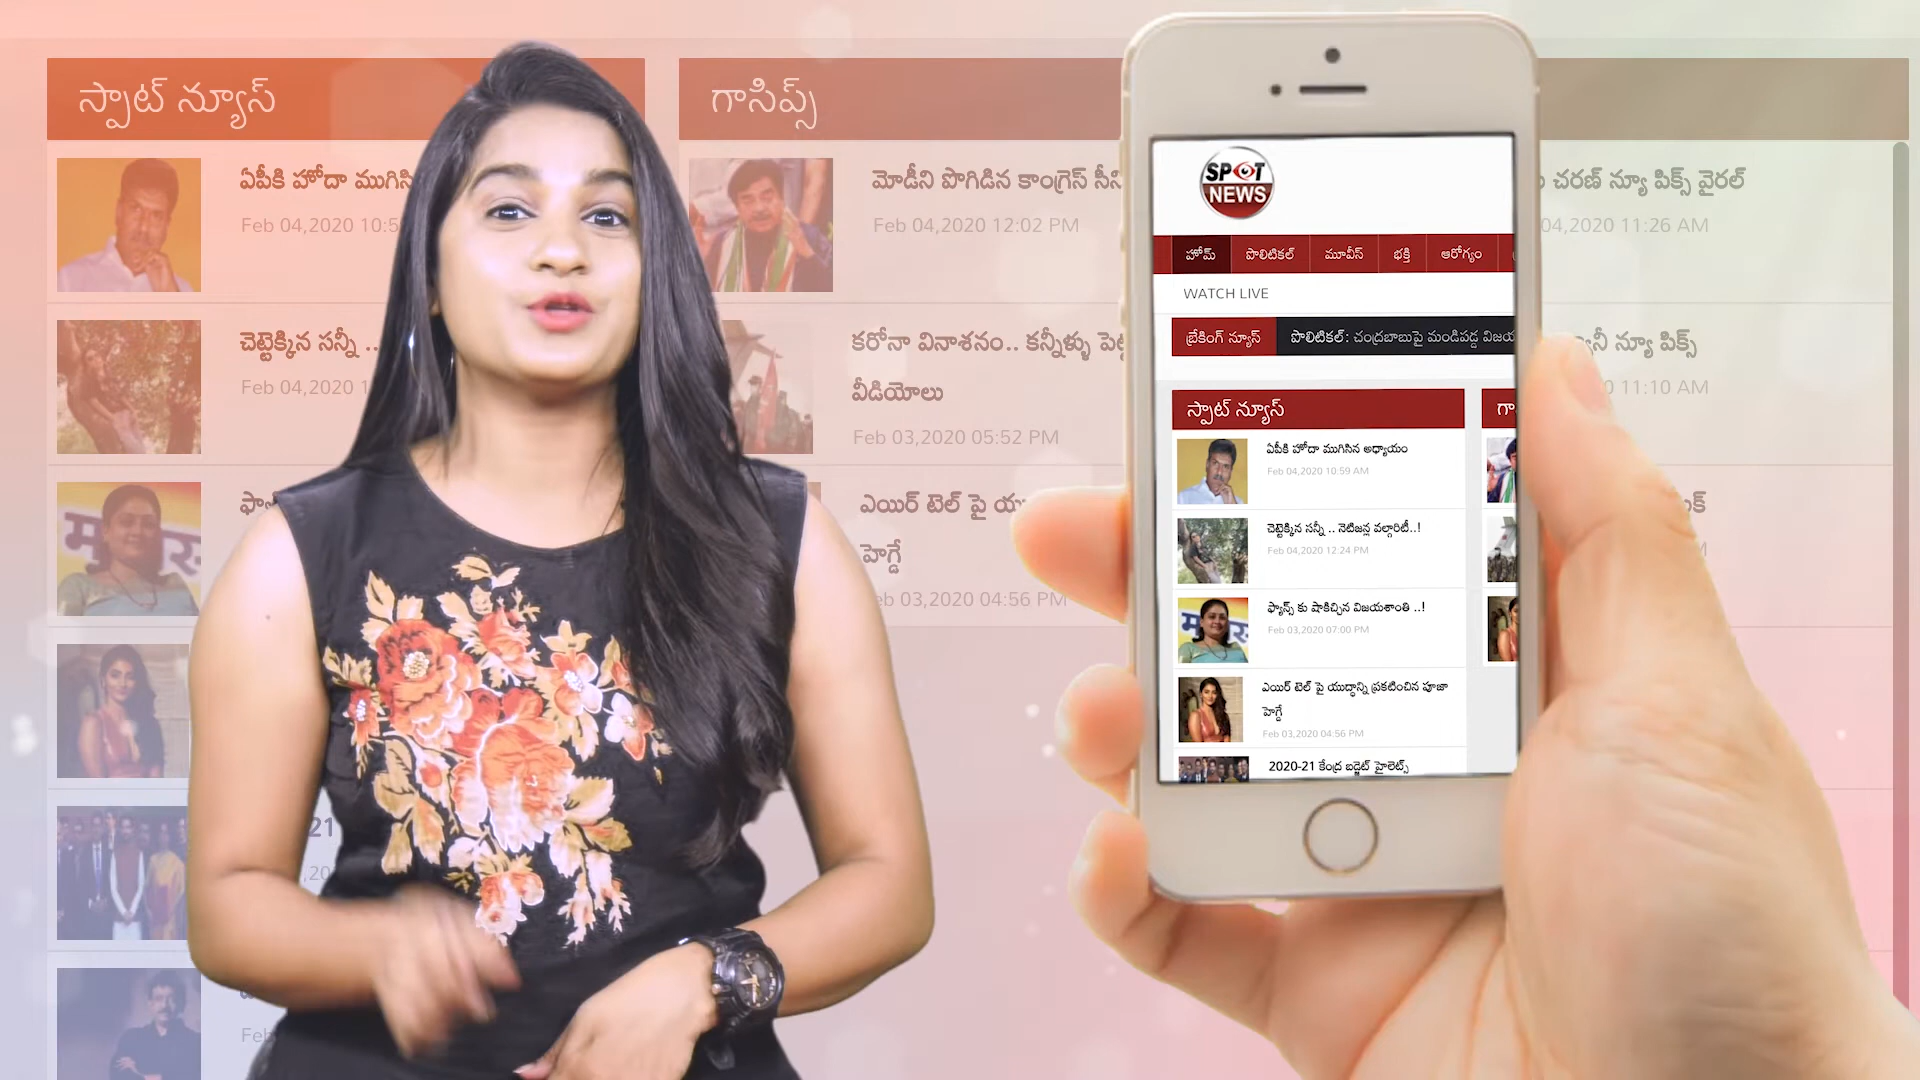 స్పాట్ న్యూస్
ఏపీకి హోదా ముగిసి
Feb 04,2020 10:5
చెట్టెక్కిన సన్నీ ..
Feb 04,2020 1
21
Feb
గాసిప్స్
మోడీని పొగిడిన కాంగ్రెస్ సీని
Feb 04,2020 12:02 PM
కరోనా వినాశనం.. కన్నీళ్ళు
వీడియోలు
Feb 03,2020 05:52 PM
ఎయిర్ టెల్ పై
హెగ్డే
eb 03,2020 04:56 PM
చరణ్ న్యూ పిక్స్ వైరల్
04,2020 11:26 AM
న్యూ పిక్స్
0 11:10 AM
SPOT
NEWS
హోమ్ పొలిటికల్ మూవీస్ భక్తి ఆరోగ్యం
WATCH LIVE
బ్రేకింగ్ న్యూస్ పొలిటికల్: చంద్రబాబుపై మండిపడ్డ విజయ
స్పాట్ న్యూస్
గా
ఏపీకి హోదా ముగిసిన అధ్యాయం
Feb 04,2020 10:59 AM
చెట్టెక్కిన సన్నీ .. నెటిజన్ల వల్గారిటీ..!
Feb 04,2020 12:24 PM
ఫ్యాన్స్ కు షాకిచ్చిన విజయశాంతి ..!
Feb 03,2020 07:00 PM
ఎయిర్ టెల్ పై యుద్ధాన్ని ప్రకటించిన పూజా
హెగ్డే
Feb 03,2020 04:56 PM
2020-21 కేంద్ర బడ్జెట్ హైలెట్స్